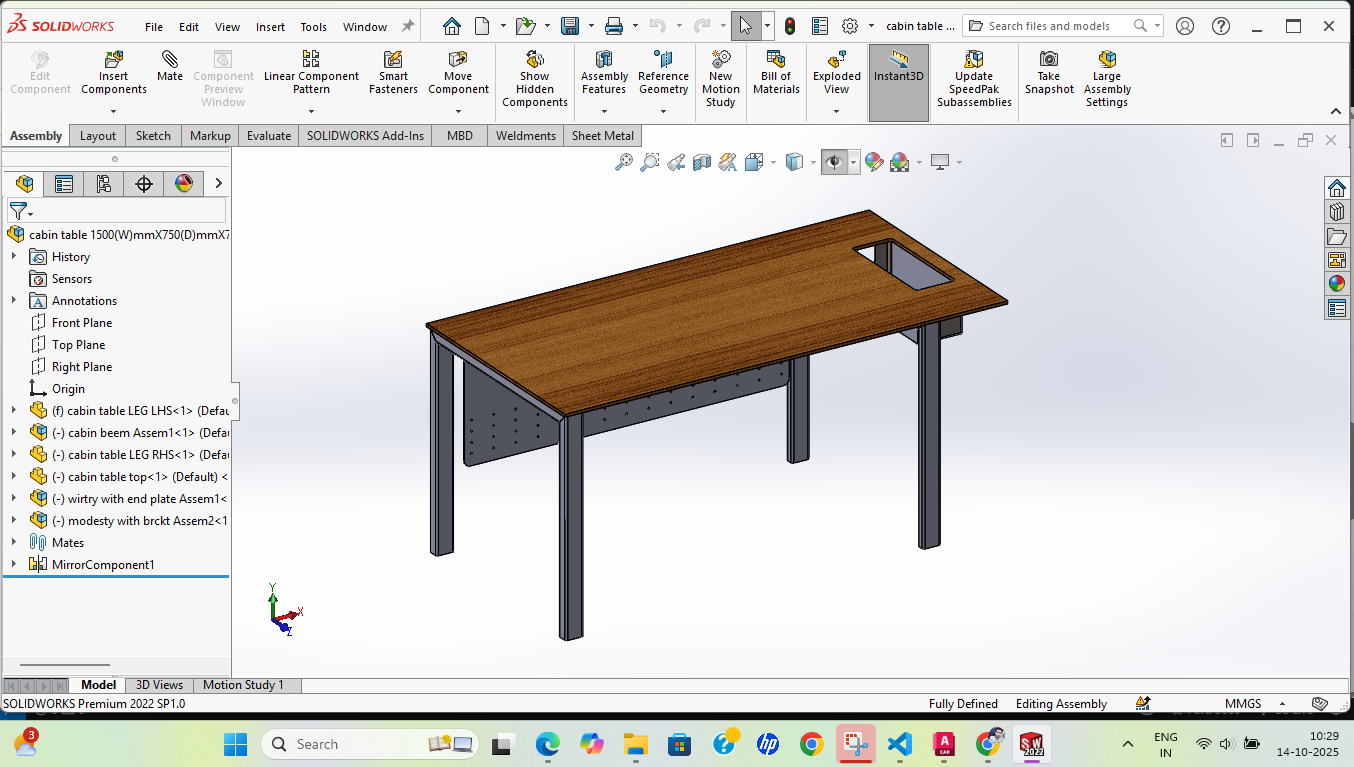 SOLIDWORKS File Edit View Insert Tools Window cabin table ... Search files and models
Edit Component
Insert Components
Mate
Component Preview Window
Linear Component Pattern
Smart Fasteners
Move Component
Show Hidden Components
Assembly Features
Reference Geometry
New Motion Study
Bill of Materials
Exploded View
Instant3D
Update SpeedPak Subassemblies
Take Snapshot
Large Assembly Settings
Assembly Layout Sketch Markup Evaluate SOLIDWORKS Add-Ins MBD Weldments Sheet Metal
cabin table 1500(W)mmX750(D)mmX7
History
Sensors
Annotations
Front Plane
Top Plane
Right Plane
Origin
(f) cabin table LEG LHS<1> (Defau
(-) cabin beem Assem1<1> (Defau
(-) cabin table LEG RHS<1> (Defau
(-) cabin table top<1> (Default) <
(-) wirtry with end plate Assem1<
(-) modesty with brckt Assem2<1
Mates
MirrorComponent1
Y
X
Z
Model 3D Views Motion Study 1
SOLIDWORKS Premium 2022 SP1.0 Fully Defined Editing Assembly MMGS
3 Search ENG 10:29
IN 14-10-2025